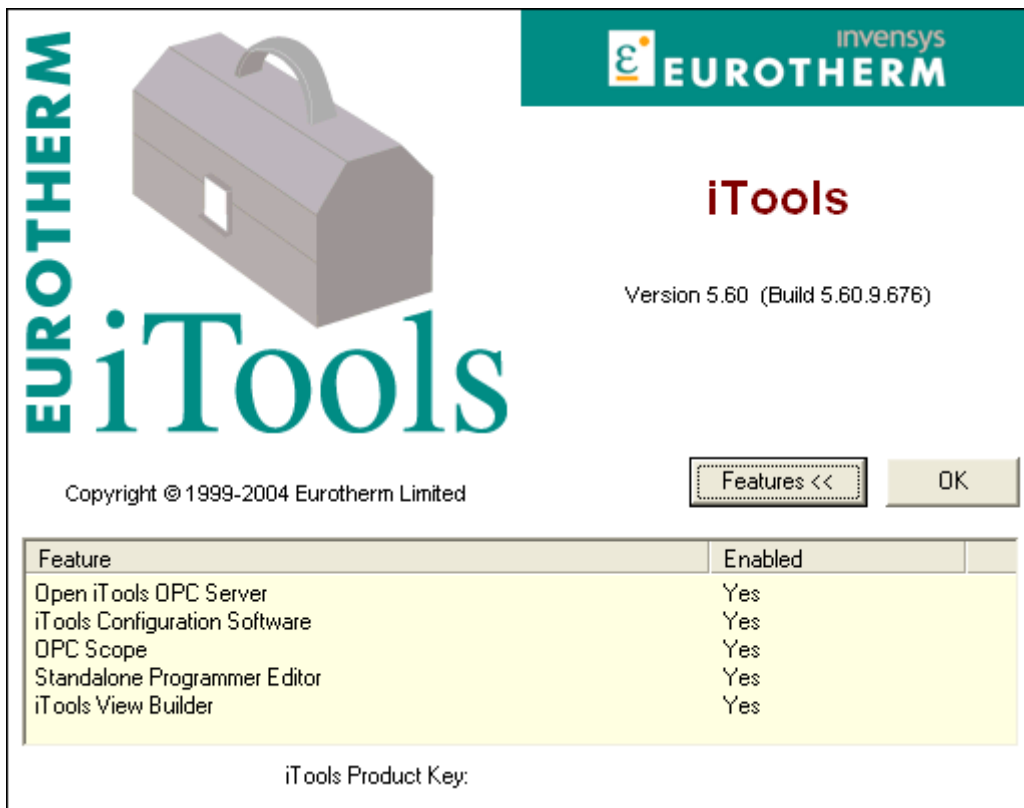 EUROTHERM
iTools
invensys
EUROTHERM
iTools
Version 5.60 (Build 5.60.9.676)
Copyright © 1999-2004 Eurotherm Limited
Features <<
OK
Feature Enabled
Open iTools OPC Server Yes
iTools Configuration Software Yes
OPC Scope Yes
Standalone Programmer Editor Yes
iTools View Builder Yes
iTools Product Key: